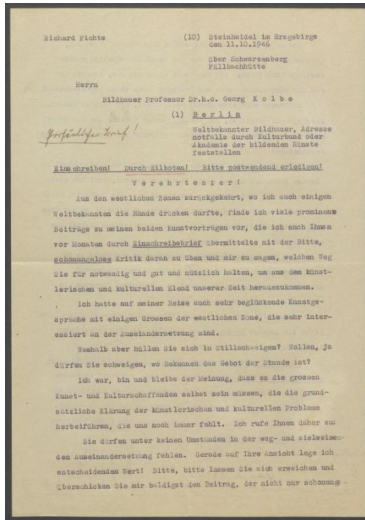 Richard Fichte (10) Steinheidel im Erzgebirge
den 11.10.1946
über Schwarzenberg
Fällbachhütte
Herrn
Bildhauer Professor Dr.h.c. Georg K o l b e
(1) B e r l i n
Persönlicher Brief!
Weltbekannter Bildhauer, Adresse
notfalls durch Kulturbund oder
Akademie der bildenden Künste
feststellen
Einschreiben! Durch Eilboten! Bitte postwendend erledigen!
V e r e h r t e s t e r !
Aus den westlichen Zonen zurückgekehrt, wo ich auch einigen
Weltbekannten die Hände drücken durfte, finde ich viele prominente
Beiträge zu meinen beiden Kunstvorträgen vor, die ich auch Ihnen
vor Monaten durch Einschreibebrief übermittelte mit der Bitte,
schonungslose Kritik daran zu üben und mir zu sagen, welchen Weg
Sie für notwendig und gut und nützlich halten, um aus dem künst-
lerischen und kulturellen Elend unserer Zeit herauszukommen.
Ich hatte auf meiner Reise auch sehr beglückende Kunstge-
spräche mit einigen Grossen der westlichen Zone, die sehr inter-
essiert an der Auseinandersetzung sind.
Weshalb aber hüllen Sie sich in Stillschweigen? Wollen, ja
dürfen Sie schweigen, wo Bekennen das Gebot der Stunde ist?
Ich war, bin und bleibe der Meinung, dass es die grossen
Kunst- und Kulturschaffenden selbst sein müssen, die die grund-
sätzliche Klärung der künstlerischen und kulturellen Probleme
herbeiführen, die uns noch immer fehlt. Ich rufe Ihnen daher zu:
Sie dürfen unter keinen Umständen in der weg- und zielweisen-
den Auseinandersetzung fehlen. Gerade auf Ihre Ansicht lege ich
entscheidenden Wert! Bitte, bitte lassen Sie sich erweichen und
überschicken Sie mir baldigst den Beitrag, der nicht nur schonungs-